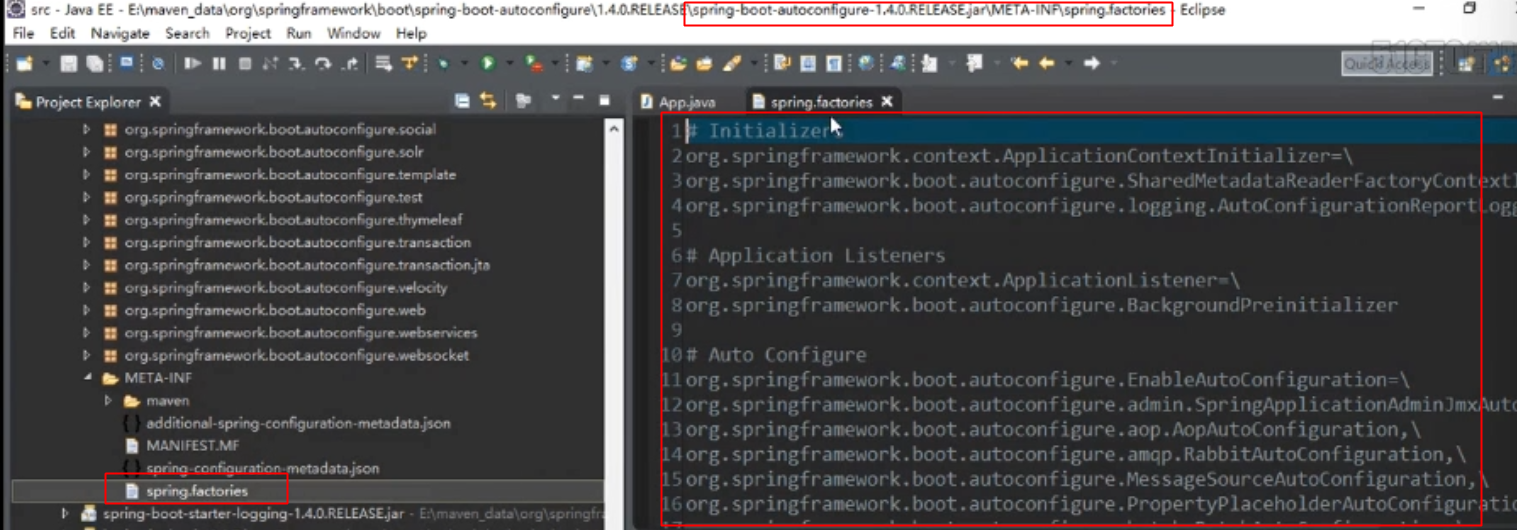 src - Java EE - E:\maven_data\org\springframework\boot\spring-boot-autoconfigure\1.4.0.RELEASE\spring-boot-autoconfigure-1.4.0.RELEASE.jar\META-INF\spring.factories - Eclipse
File Edit Navigate Search Project Run Window Help
Quick Access
Project Explorer
App.java
spring.factories
org.springframework.boot.autoconfigure.social
org.springframework.boot.autoconfigure.solr
org.springframework.boot.autoconfigure.template
org.springframework.boot.autoconfigure.test
org.springframework.boot.autoconfigure.thymeleaf
org.springframework.boot.autoconfigure.transaction
org.springframework.boot.autoconfigure.transaction.jta
org.springframework.boot.autoconfigure.velocity
org.springframework.boot.autoconfigure.web
org.springframework.boot.autoconfigure.webservices
org.springframework.boot.autoconfigure.websocket
META-INF
maven
additional-spring-configuration-metadata.json
MANIFEST.MF
spring-configuration-metadata.json
spring.factories
spring-boot-starter-logging-1.4.0.RELEASE.jar - E:\maven_data\org\springfr
1 # Initializers
2 org.springframework.context.ApplicationContextInitializer=\
3 org.springframework.boot.autoconfigure.SharedMetadataReaderFactoryContextI
4 org.springframework.boot.autoconfigure.logging.AutoConfigurationReportLogg
5
6 # Application Listeners
7 org.springframework.context.ApplicationListener=\
8 org.springframework.boot.autoconfigure.BackgroundPreinitializer
9
10 # Auto Configure
11 org.springframework.boot.autoconfigure.EnableAutoConfiguration=\
12 org.springframework.boot.autoconfigure.admin.SpringApplicationAdminJmxAuto
13 org.springframework.boot.autoconfigure.aop.AopAutoConfiguration,\
14 org.springframework.boot.autoconfigure.amqp.RabbitAutoConfiguration,\
15 org.springframework.boot.autoconfigure.MessageSourceAutoConfiguration,\
16 org.springframework.boot.autoconfigure.PropertyPlaceholderAutoConfiguratio